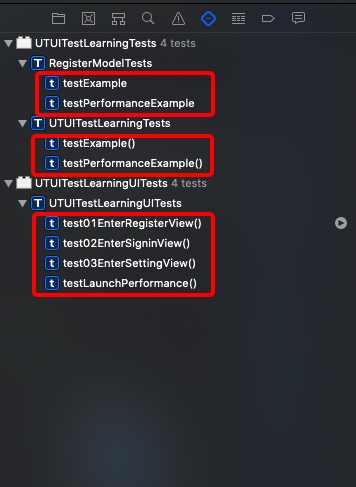 UTUITestLearningTests 4 tests
T RegisterModelTests
t testExample
t testPerformanceExample
T UTUITestLearningTests
t testExample()
t testPerformanceExample()
UTUITestLearningUITests 4 tests
T UTUITestLearningUITests
t test01EnterRegisterView()
t test02EnterSigninView()
t test03EnterSettingView()
t testLaunchPerformance()